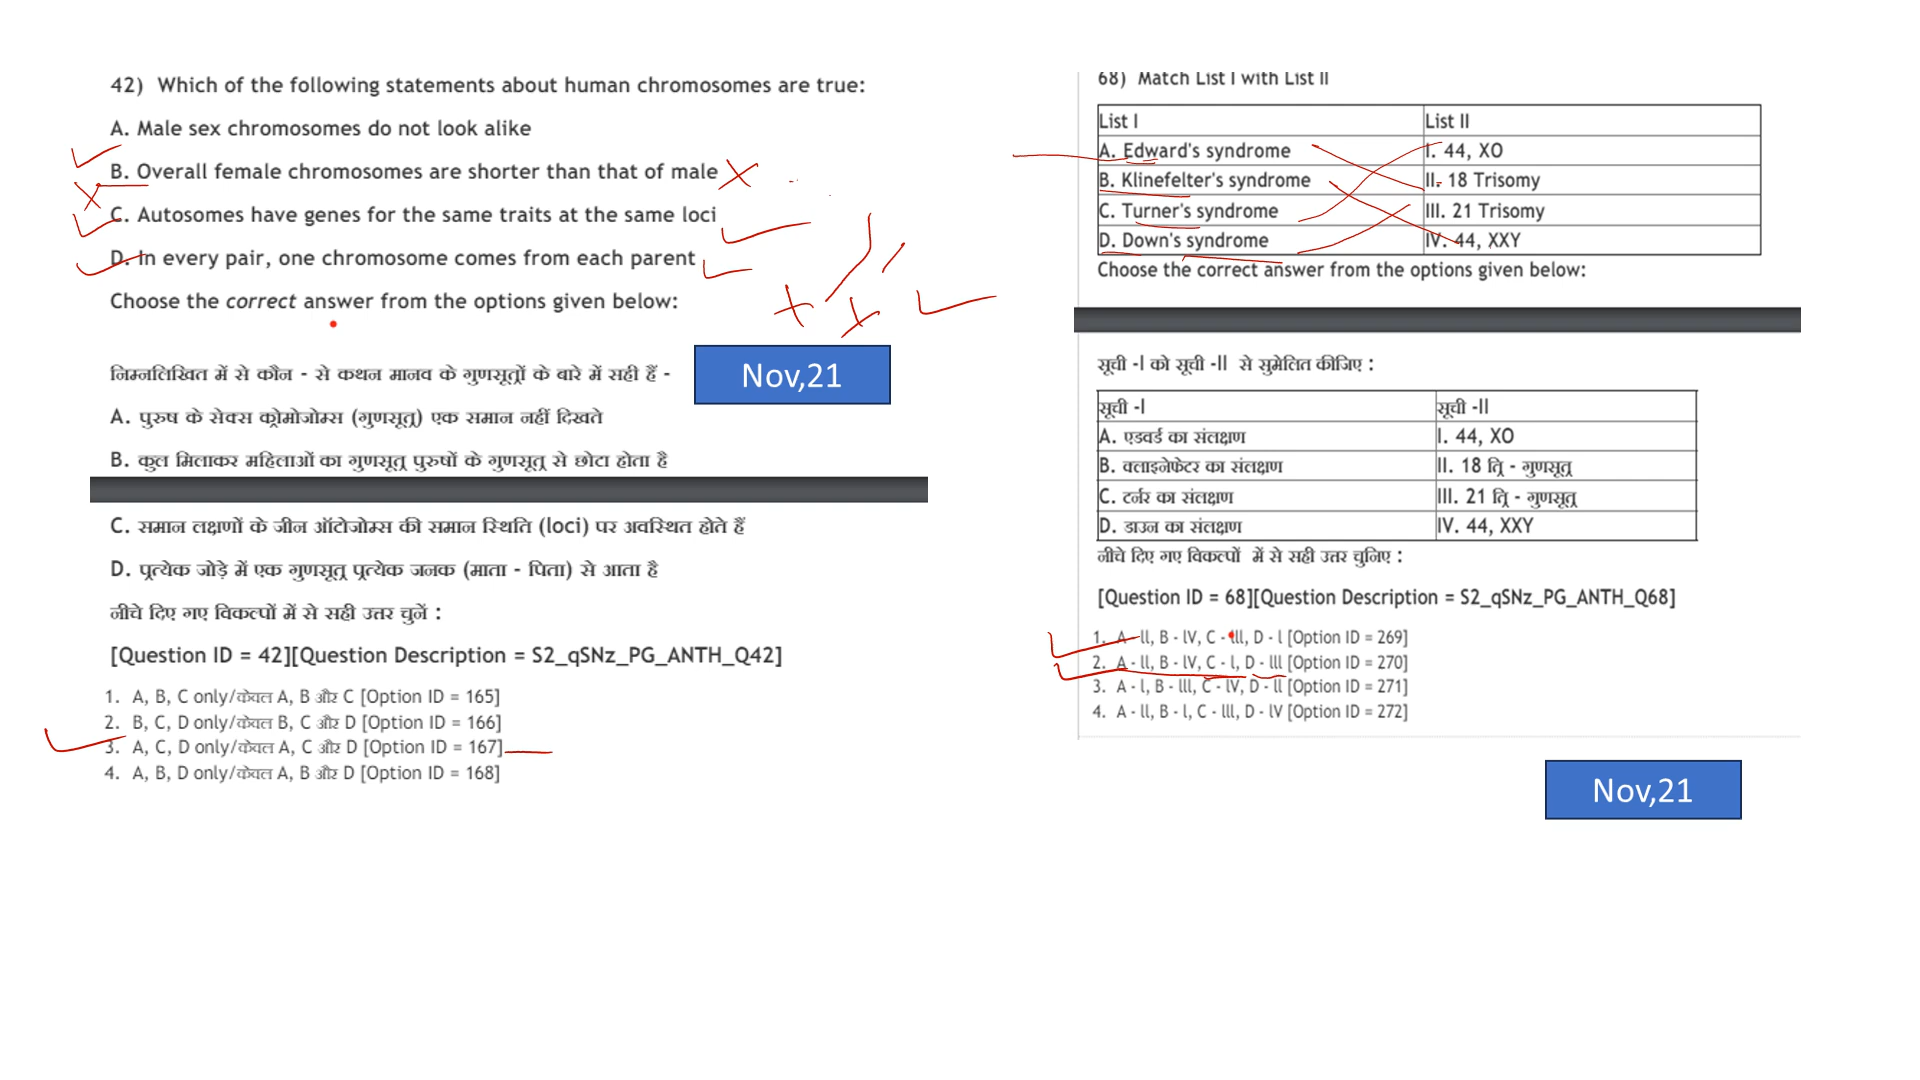 42) Which of the following statements about human chromosomes are true:
A. Male sex chromosomes do not look alike
B. Overall female chromosomes are shorter than that of male
C. Autosomes have genes for the same traits at the same loci
D. In every pair, one chromosome comes from each parent
Choose the correct answer from the options given below:
निम्नलिखित में से कौन - से कथन मानव के गुणसूत्रों के बारे में सही हैं -
A. पुरुष के सेक्स क्रोमोजोम्स (गुणसूत्र) एक समान नहीं दिखते
B. कुल मिलाकर महिलाओं का गुणसूत्र पुरुषों के गुणसूत्र से छोटा होता है
C. समान लक्षणों के जीन ऑटोजोम्स की समान स्थिति (loci) पर अवस्थित होते हैं
D. प्रत्येक जोड़े में एक गुणसूत्र प्रत्येक जनक (माता - पिता) से आता है
नीचे दिए गए विकल्पों में से सही उत्तर चुनें :
[Question ID = 42][Question Description = S2_qSNz_PG_ANTH_Q42]
1. A, B, C only/केवल A, B और C [Option ID = 165]
2. B, C, D only/केवल B, C और D [Option ID = 166]
3. A, C, D only/केवल A, C और D [Option ID = 167]
4. A, B, D only/केवल A, B और D [Option ID = 168]
Nov,21
68) Match List I with List II
List I List II
A. Edward's syndrome I. 44, XO
B. Klinefelter's syndrome II. 18 Trisomy
C. Turner's syndrome III. 21 Trisomy
D. Down's syndrome IV. 44, XXY
Choose the correct answer from the options given below:
सूची -I को सूची -II से सुमेलित कीजिए :
सूची -I सूची -II
A. एडवर्ड का संलक्षण I. 44, XO
B. क्लाइनेफेटर का संलक्षण II. 18 त्रि - गुणसूत्र
C. टर्नर का संलक्षण III. 21 त्रि - गुणसूत्र
D. डाउन का संलक्षण IV. 44, XXY
नीचे दिए गए विकल्पों में से सही उत्तर चुनिए :
[Question ID = 68][Question Description = S2_qSNz_PG_ANTH_Q68]
1. A - II, B - IV, C - III, D - I [Option ID = 269]
2. A - II, B - IV, C - I, D - III [Option ID = 270]
3. A - I, B - III, C - IV, D - II [Option ID = 271]
4. A - II, B - I, C - III, D - IV [Option ID = 272]
Nov,21